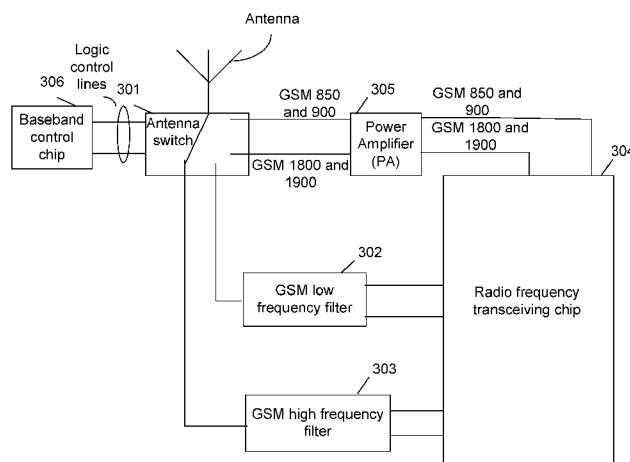 Antenna
Logic
control
lines
306
301
Baseband
control
chip
Antenna
switch
GSM 850
and 900
GSM 1800 and
1900
305
Power
Amplifier
(PA)
GSM 850 and
900
GSM 1800 and
1900
304
302
GSM low
frequency filter
Radio frequency
transceiving chip
303
GSM high frequency
filter